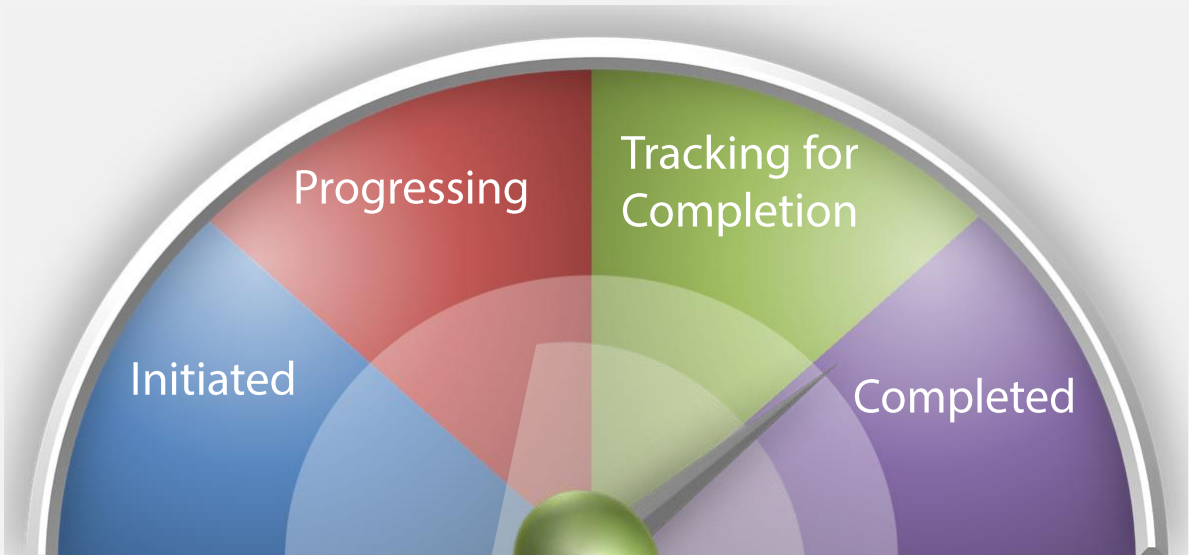 Initiated
Progressing
Tracking for
Completion
Completed